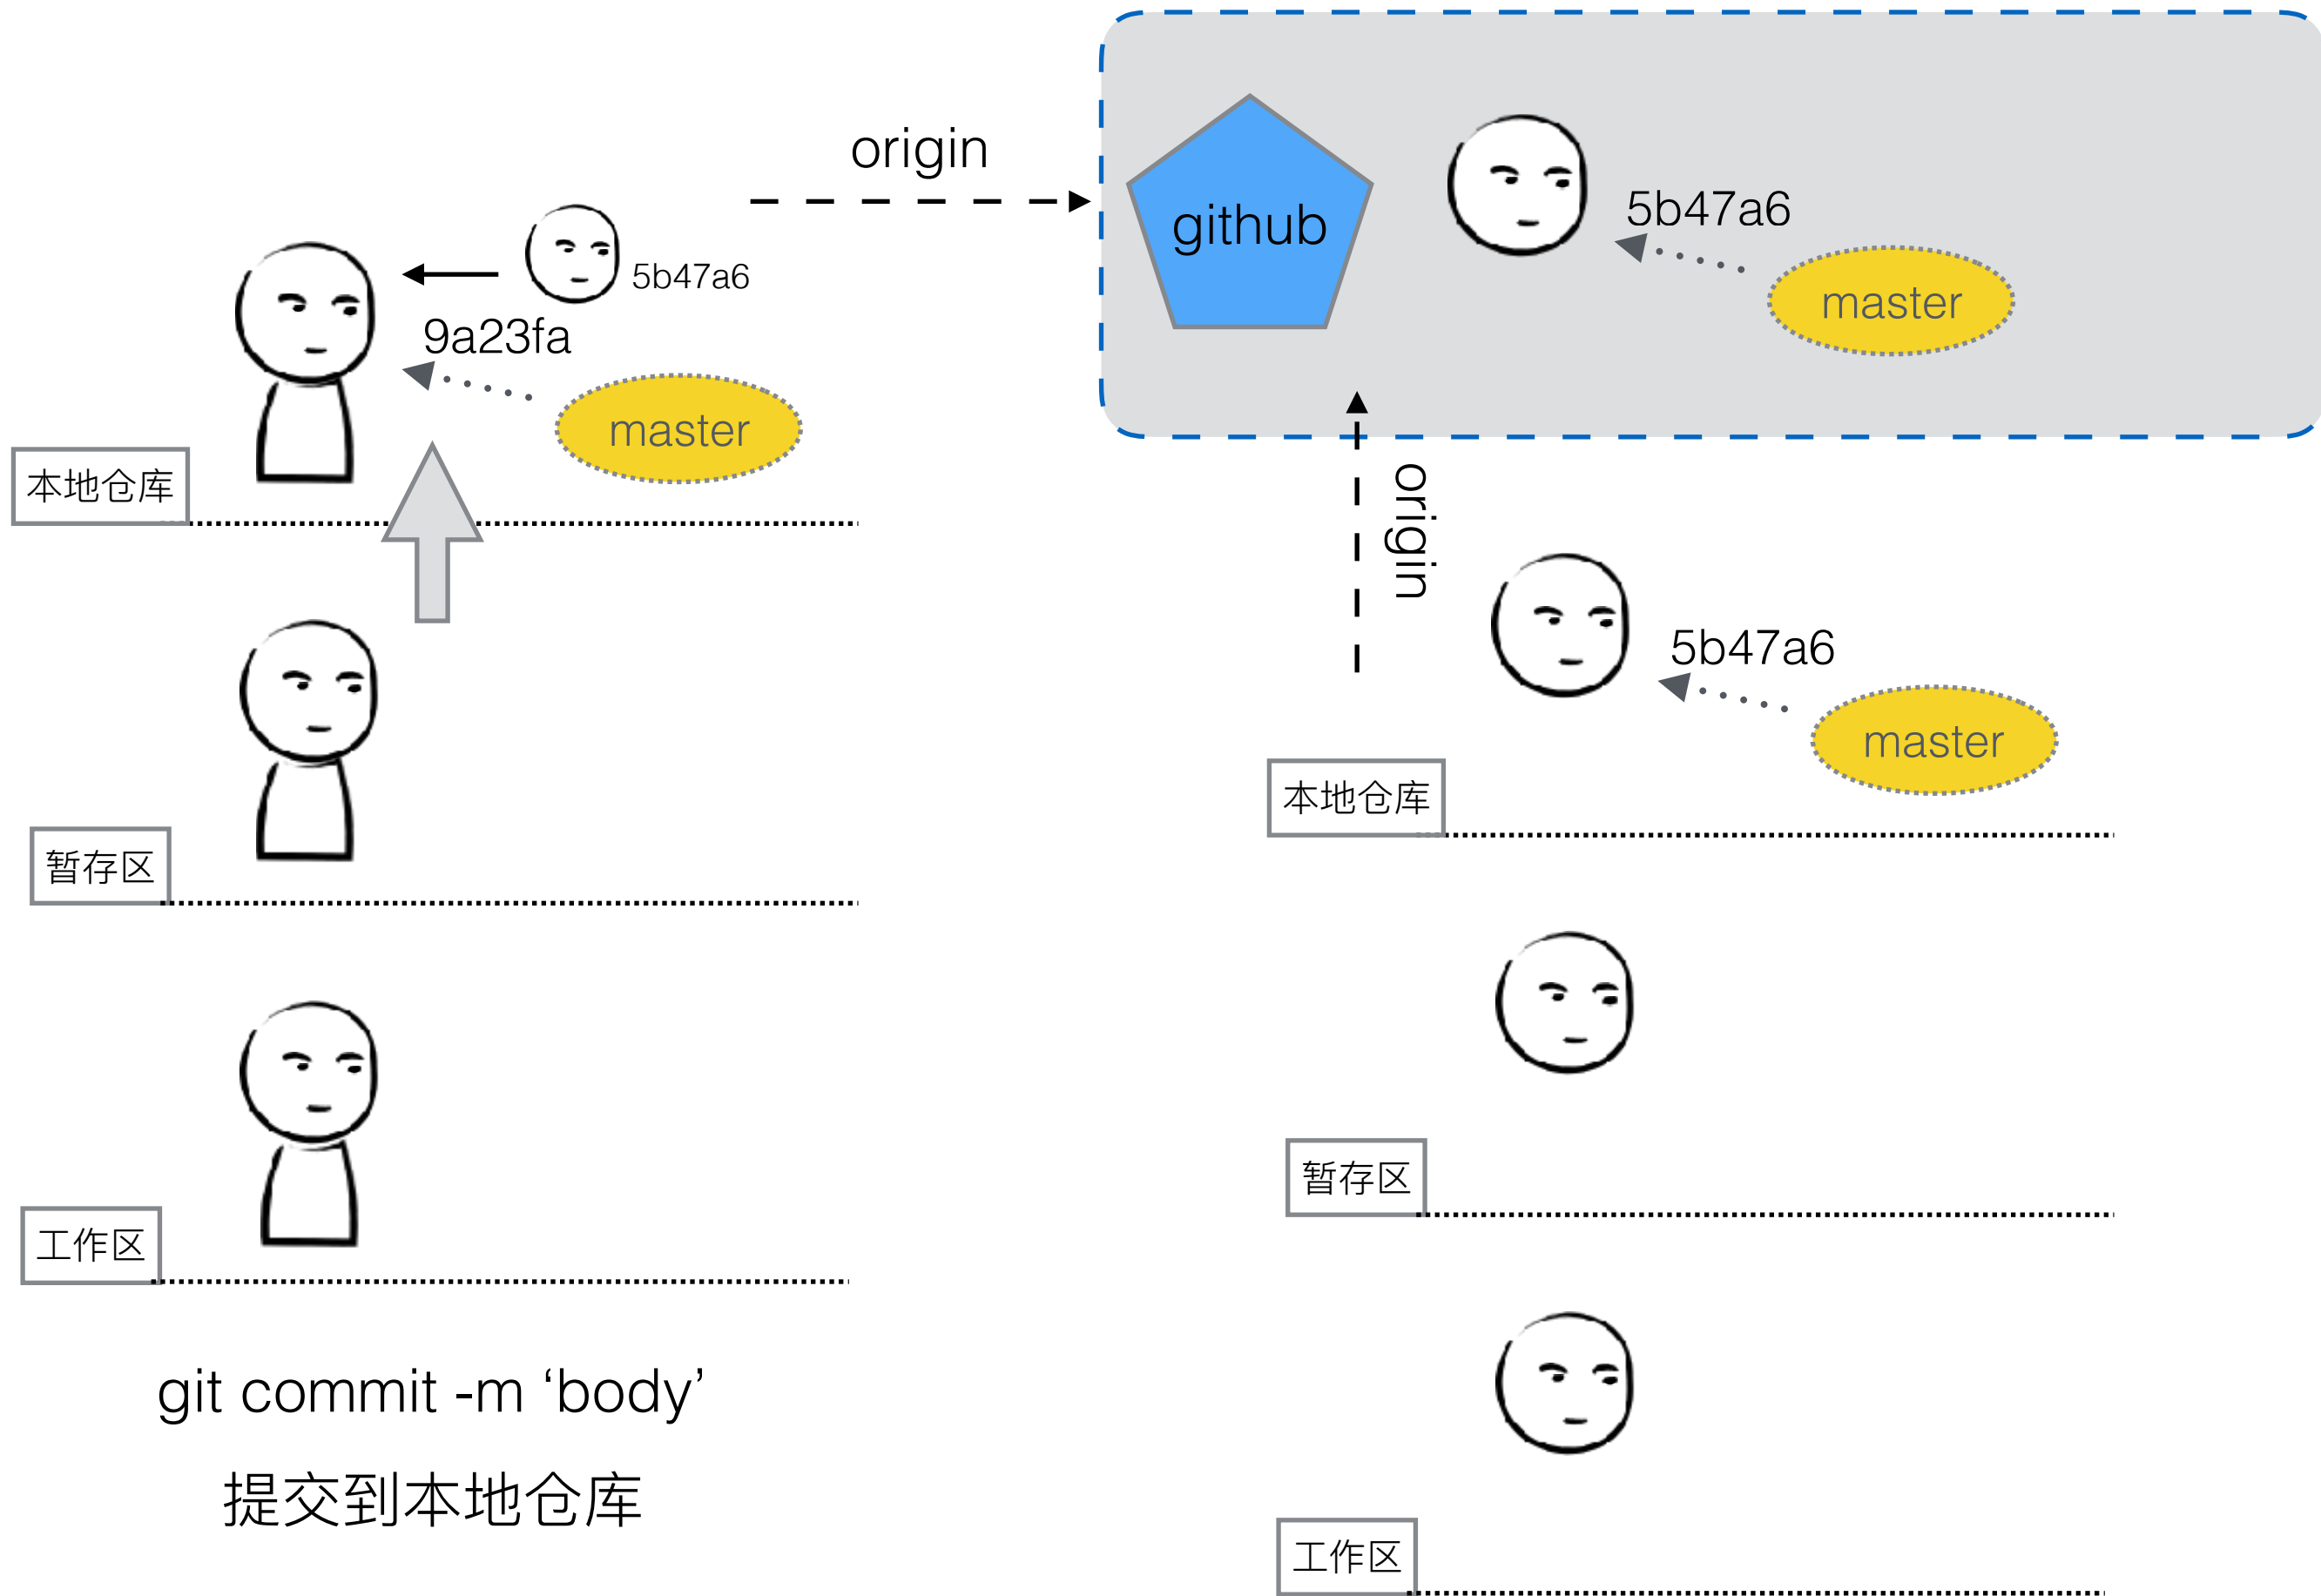 origin
github
5b47a6
master
5b47a6
9a23fa
master
本地仓库
origin
5b47a6
master
本地仓库
暂存区
暂存区
工作区
git commit -m ‘body’
提交到本地仓库
工作区